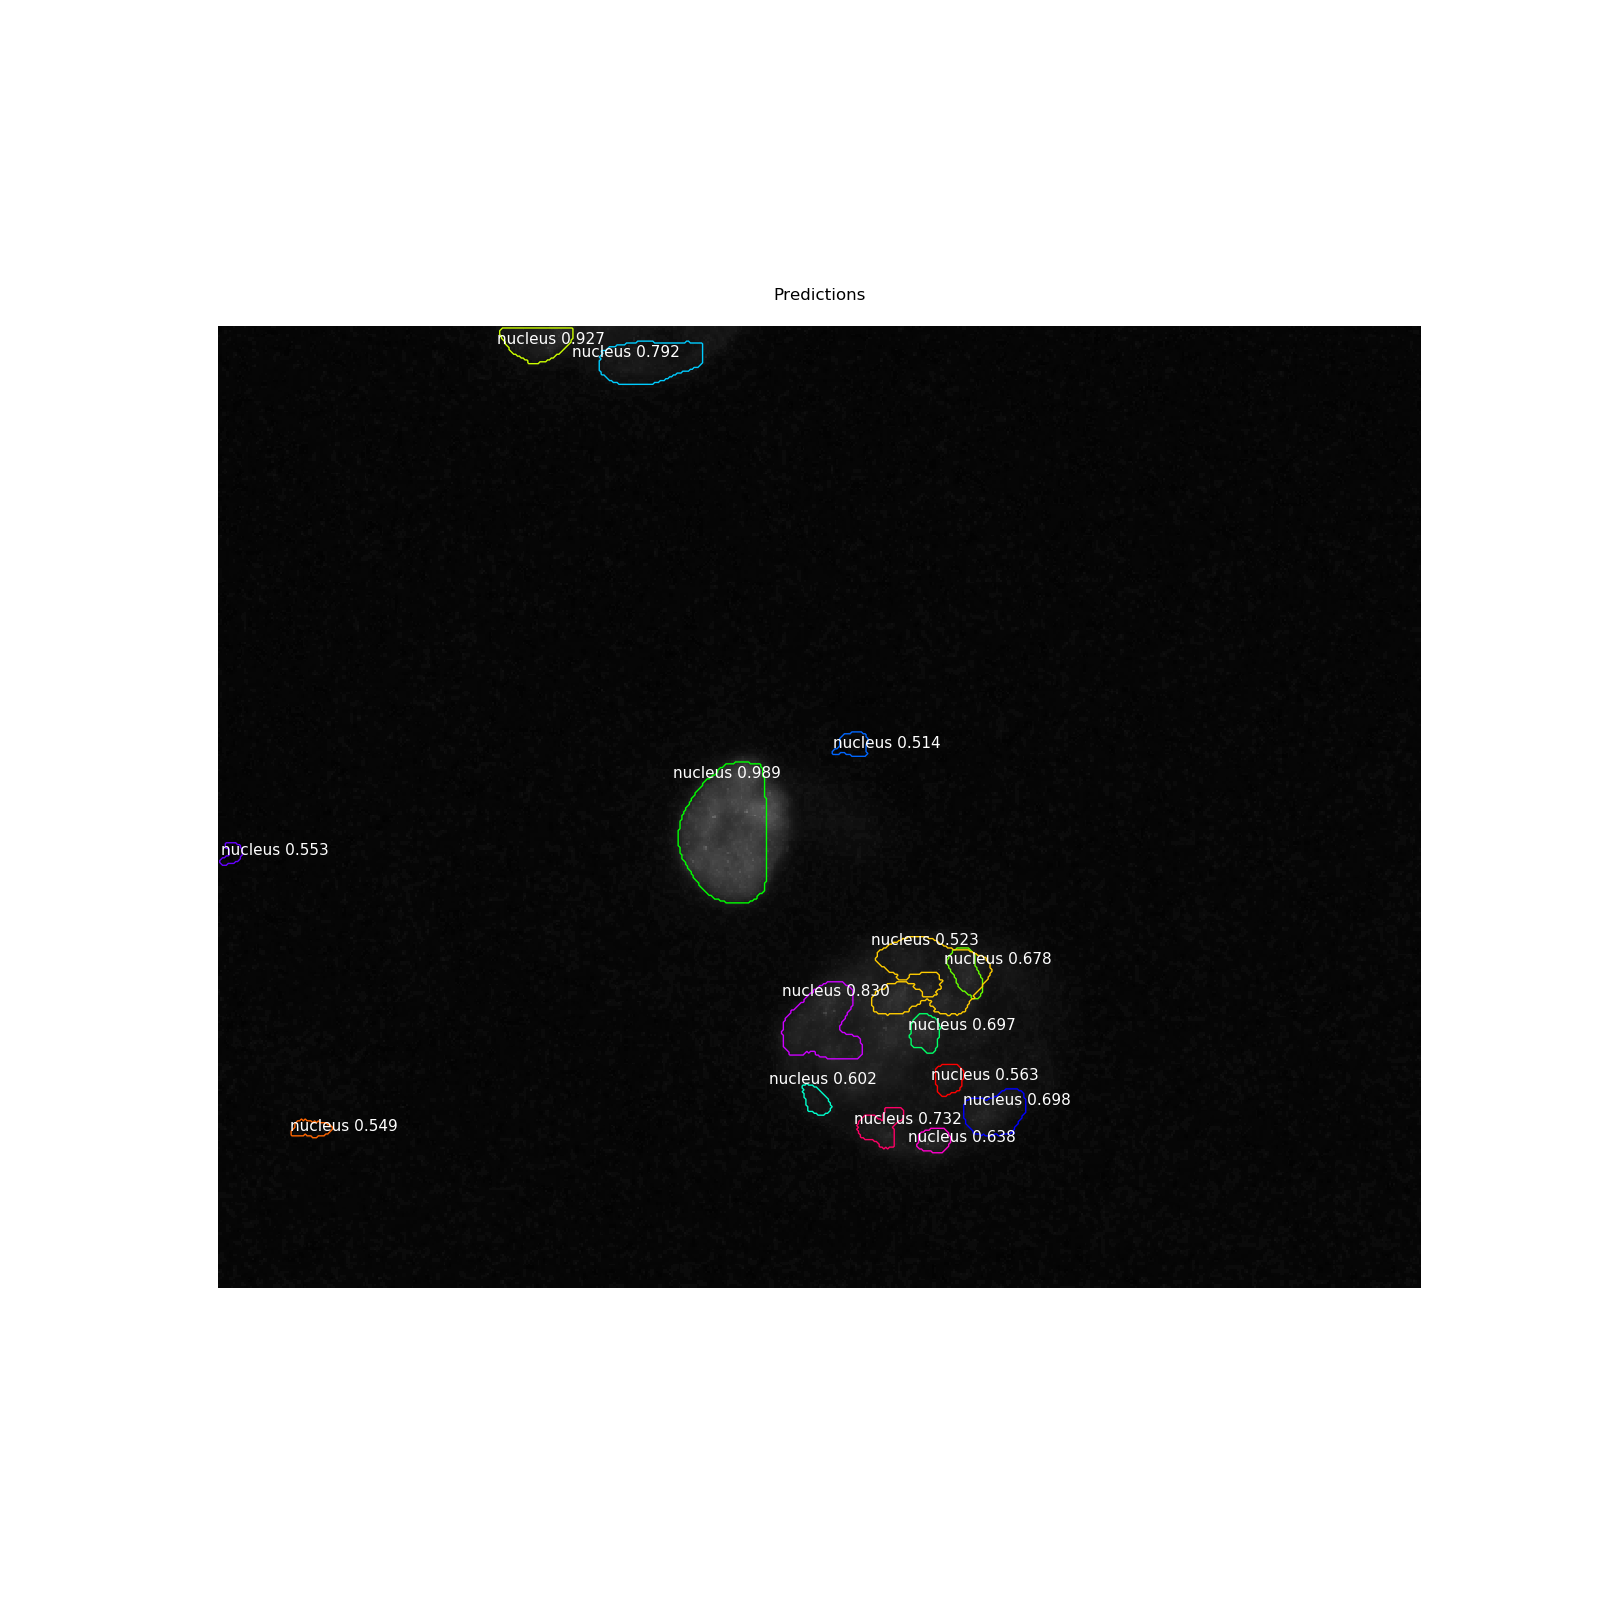 Predictions
nucleus 0.927
nucleus 0.792
nucleus 0.514
nucleus 0.989
nucleus 0.553
nucleus 0.523
nucleus 0.678
nucleus 0.830
nucleus 0.697
nucleus 0.563
nucleus 0.602
nucleus 0.698
nucleus 0.732
nucleus 0.549
nucleus 0.638